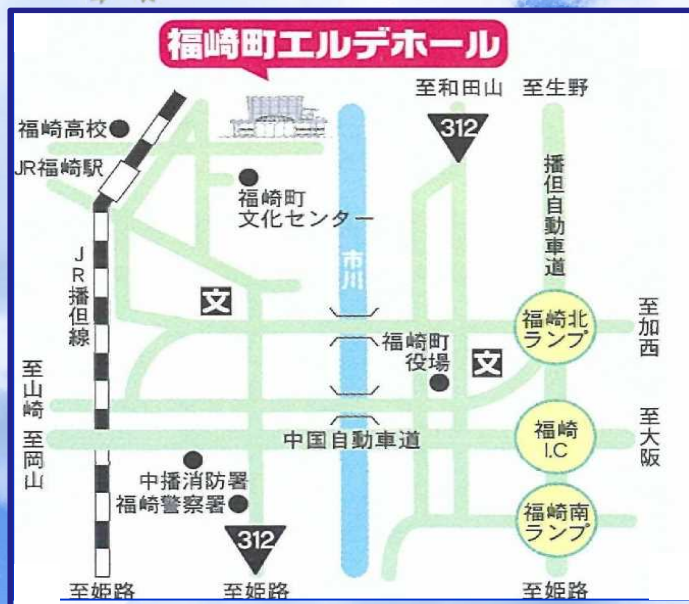 福崎町エルデホール
至和田山
至生野
312
福崎高校
JR福崎駅
福崎町
文化センター
播但自動車道
JR播但線
市川
文
福崎北
ランプ
至加西
福崎町
役場
文
至山崎
至岡山
中国自動車道
福崎
I.C
至大阪
中播消防署
福崎警察署
福崎南
ランプ
312
至姫路
至姫路
至姫路